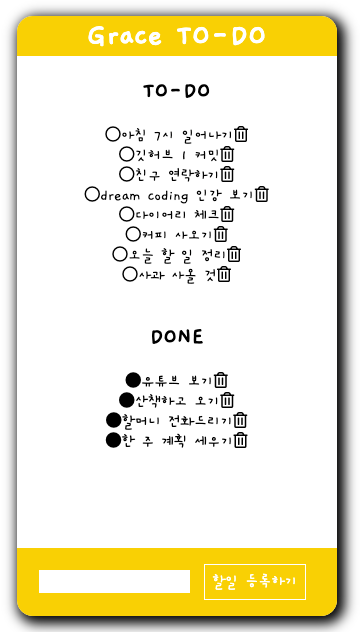 Grace TO-DO
TO-DO
아침 7시 일어나기
깃허브 1 커밋
친구 연락하기
dream coding 인강 보기
다이어리 체크
커피 사오기
오늘 할 일 정리
사과 사올 것
DONE
유튜브 보기
산책하고 오기
할머니 전화드리기
한 주 계획 세우기
할일 등록하기